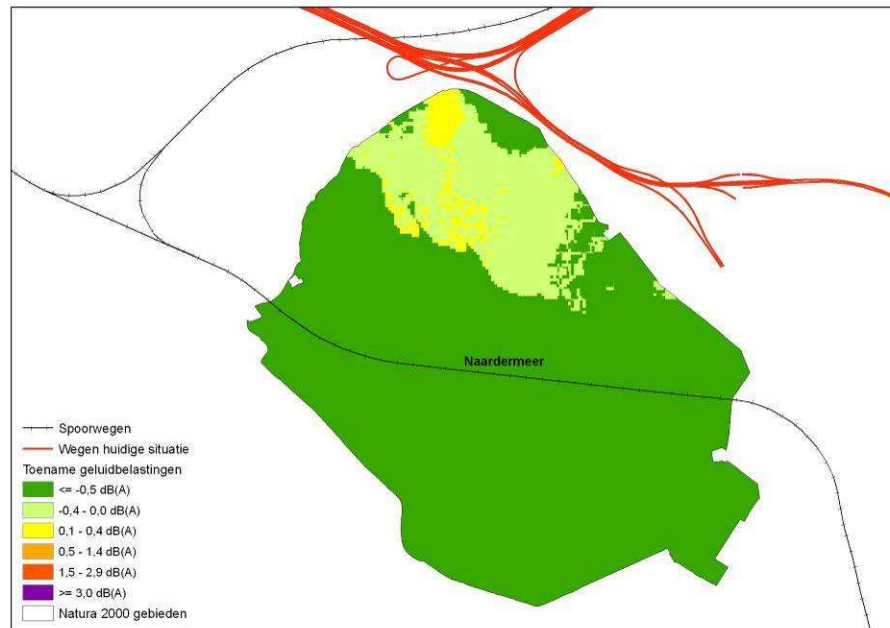 Naardermeer
Spoorwegen
Wegen huidige situatie
Toename geluidbelastingen
<= -0,5 dB(A)
-0,4 - 0,0 dB(A)
0,1 - 0,4 dB(A)
0,5 - 1,4 dB(A)
1,5 - 2,9 dB(A)
>= 3,0 dB(A)
Natura 2000 gebieden